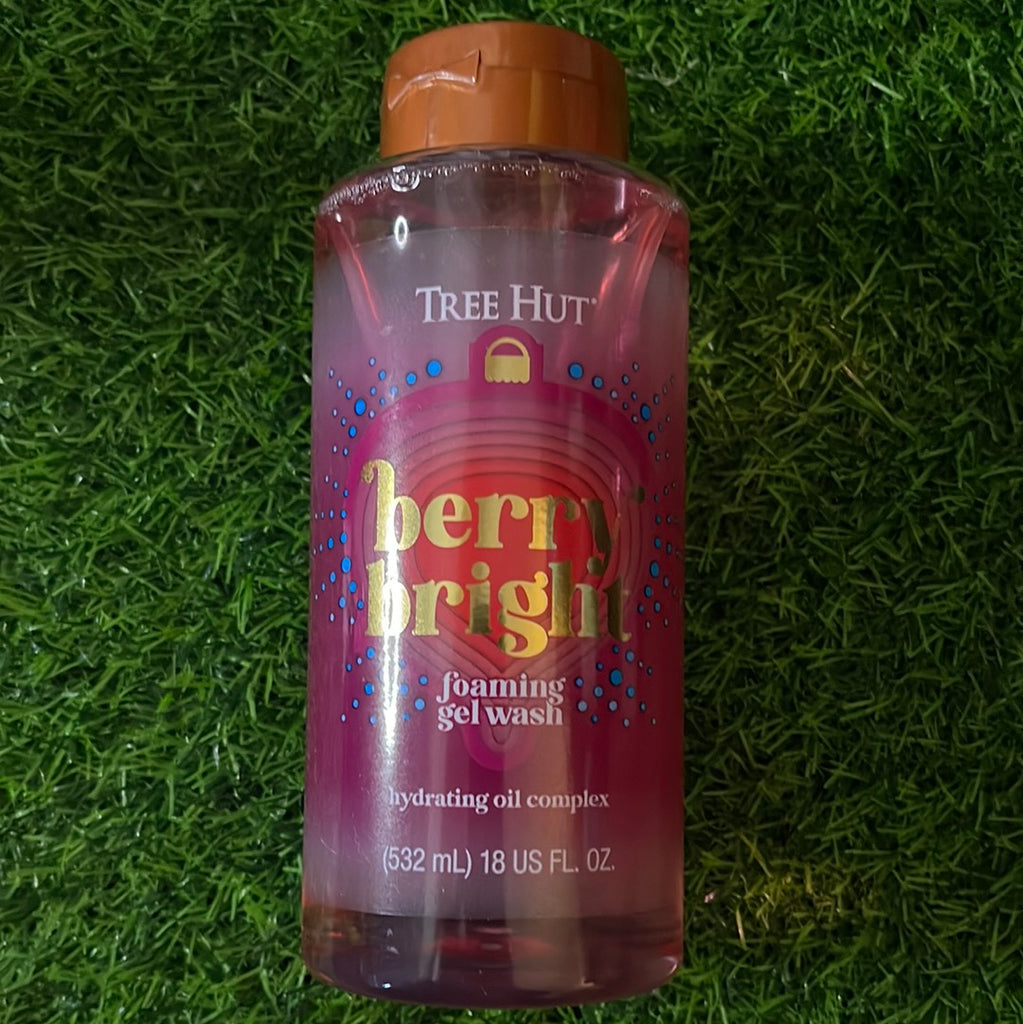 TREE HUT
berry
bright
foaming
gel wash
hydrating oil complex
(532 mL) 18 US FL. OZ.